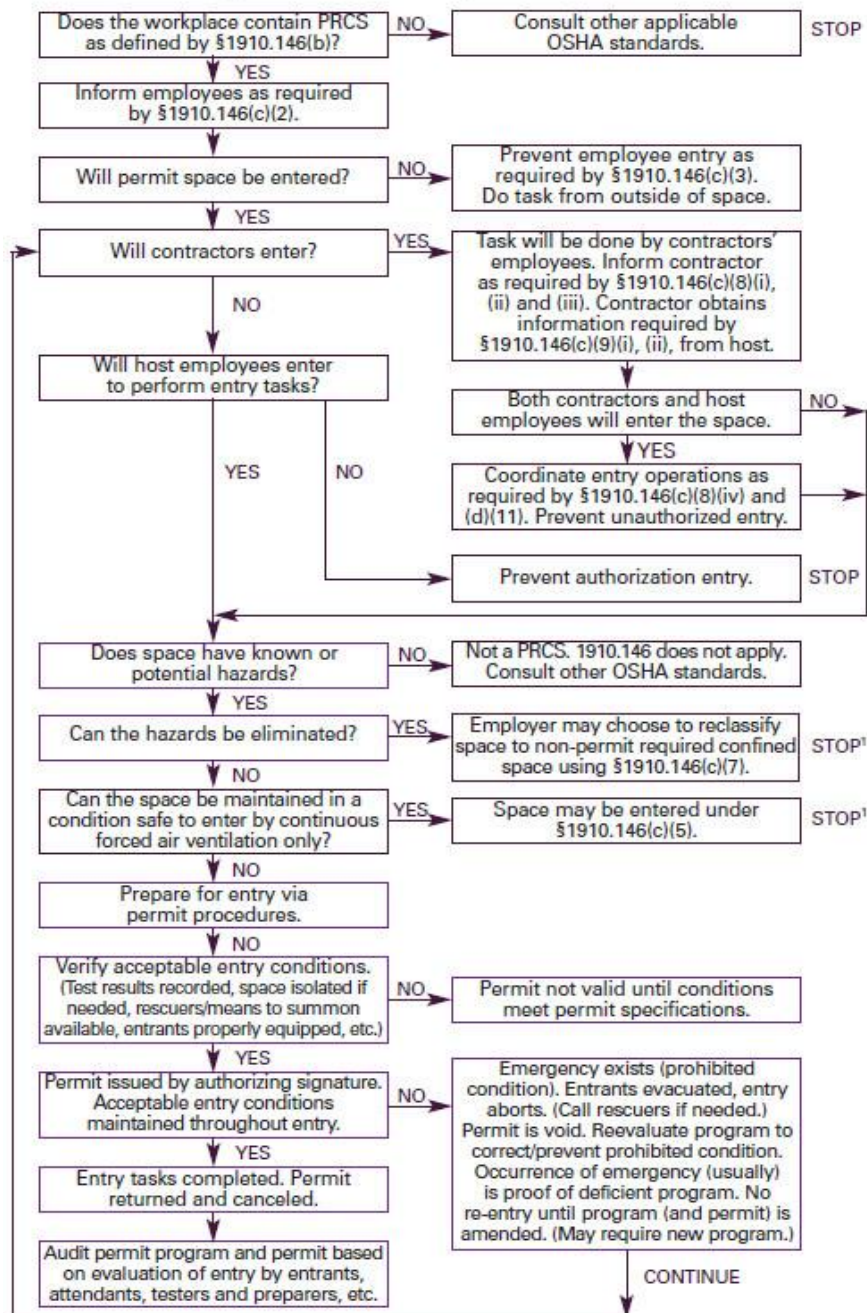 Does the workplace contain PRCS
as defined by §1910.146(b)?
NO
Consult other applicable
OSHA standards.
STOP
YES
Inform employees as required
by §1910.146(c)(2).
Will permit space be entered?
NO
Prevent employee entry as
required by §1910.146(c)(3).
Do task from outside of space.
YES
Will contractors enter?
YES
Task will be done by contractors'
employees. Inform contractor
as required by §1910.146(c)(8)(i),
(ii) and (iii). Contractor obtains
information required by
§1910.146(c)(9)(i), (ii), from host.
NO
Will host employees enter
to perform entry tasks?
Both contractors and host
employees will enter the space.
NO
YES
Coordinate entry operations as
required by §1910.146(c)(8)(iv) and
(d)(11). Prevent unauthorized entry.
YES
NO
Prevent authorization entry.
STOP
Does space have known or
potential hazards?
NO
Not a PRCS. 1910.146 does not apply.
Consult other OSHA standards.
YES
Can the hazards be eliminated?
YES
Employer may choose to reclassify
space to non-permit required confined
space using §1910.146(c)(7).
STOP¹
NO
Can the space be maintained in a
condition safe to enter by continuous
forced air ventilation only?
YES
Space may be entered under
§1910.146(c)(5).
STOP¹
NO
Prepare for entry via
permit procedures.
NO
Verify acceptable entry conditions.
(Test results recorded, space isolated if
needed, rescuers/means to summon
available, entrants properly equipped, etc.)
NO
Permit not valid until conditions
meet permit specifications.
YES
Permit issued by authorizing signature.
Acceptable entry conditions
maintained throughout entry.
NO
Emergency exists (prohibited
condition). Entrants evacuated, entry
aborts. (Call rescuers if needed.)
Permit is void. Reevaluate program to
correct/prevent prohibited condition.
Occurrence of emergency (usually)
is proof of deficient program. No
re-entry until program (and permit) is
amended. (May require new program.)
YES
Entry tasks completed. Permit
returned and canceled.
Audit permit program and permit based
on evaluation of entry by entrants,
attendants, testers and preparers, etc.
CONTINUE